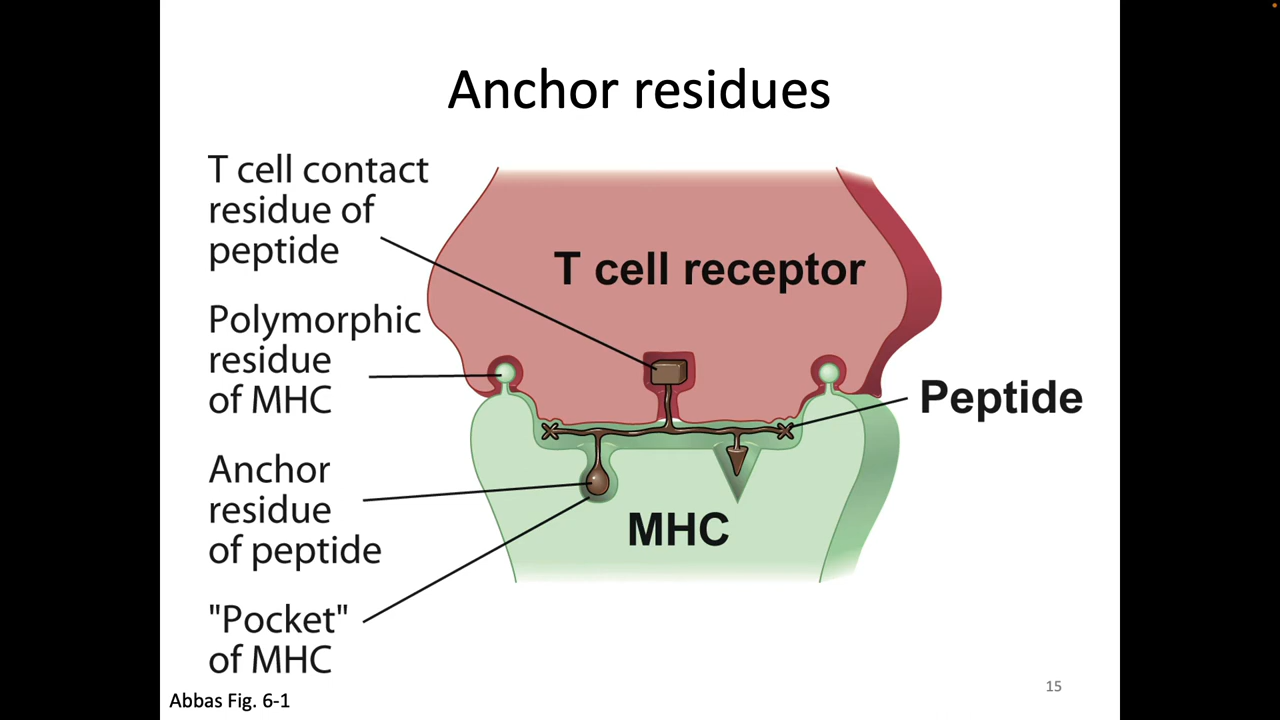 Anchor residues
T cell contact
residue of
peptide
T cell receptor
Polymorphic
residue
of MHC
Peptide
Anchor
residue
of peptide
MHC
"Pocket"
of MHC
15
Abbas Fig. 6-1